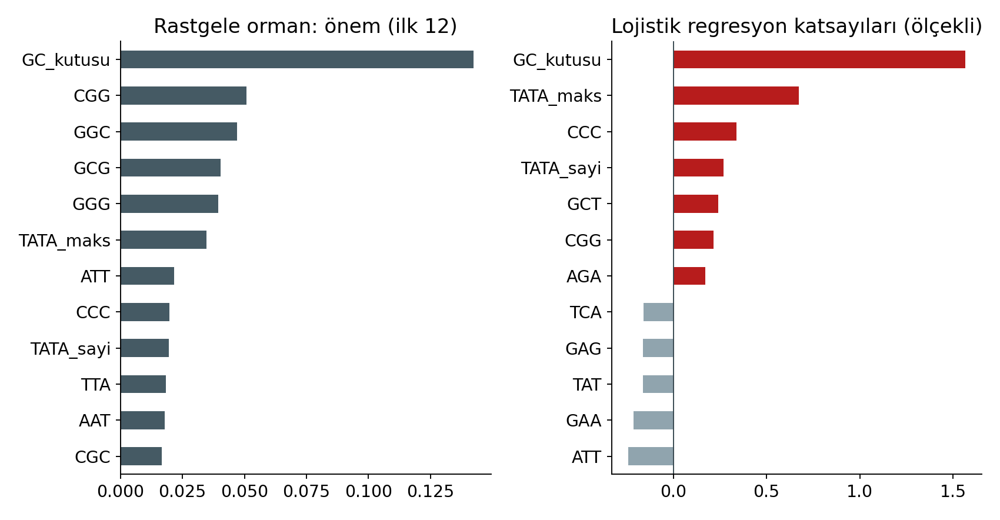 Rastgele orman: önem (ilk 12)
GC_kutusu
CGG
GGC
GCG
GGG
TATA_maks
ATT
CCC
TATA_sayi
TTA
AAT
CGC
0.000 0.025 0.050 0.075 0.100 0.125
Lojistik regresyon katsayıları (ölçekli)
GC_kutusu
TATA_maks
CCC
TATA_sayi
GCT
CGG
AGA
TCA
GAG
TAT
GAA
ATT
0.0 0.5 1.0 1.5